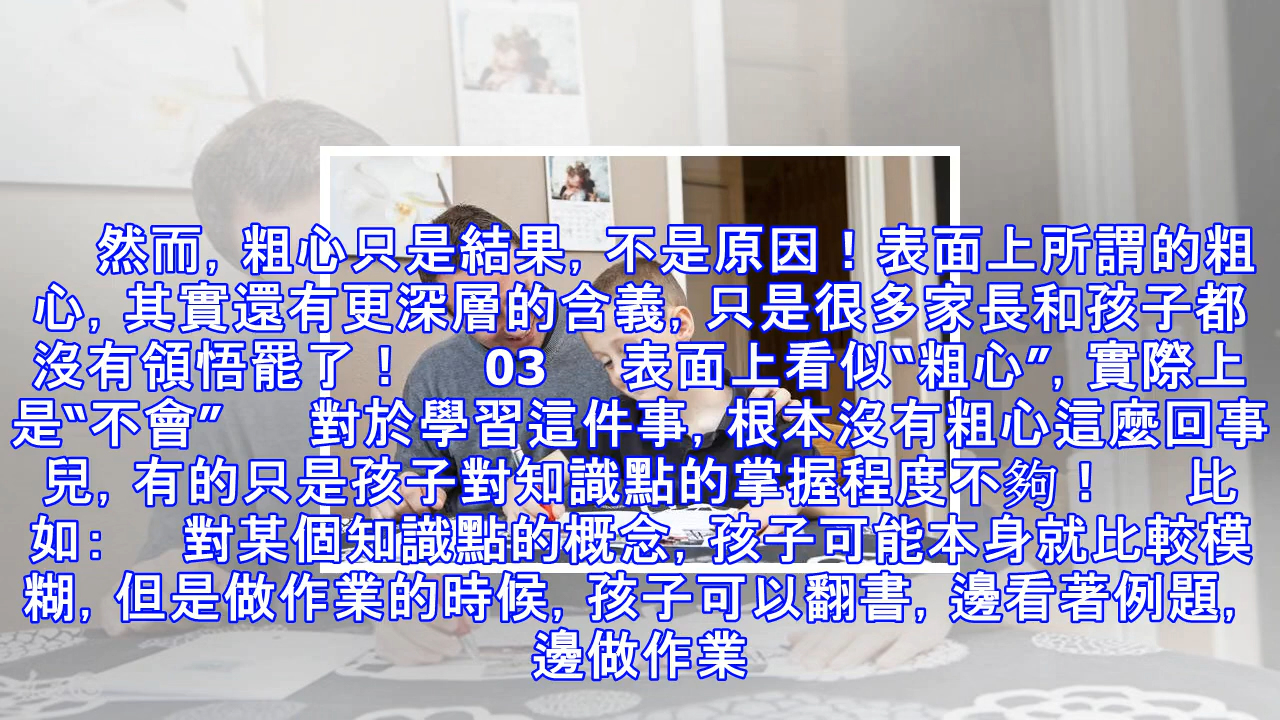 然而, 粗心只是結果, 不是原因！表面上所謂的粗
心, 其實還有更深層的含義, 只是很多家長和孩子都
沒有領悟罷了！ 03 表面上看似“粗心”, 實際上
是“不會” 對於學習這件事, 根本沒有粗心這麼回事
兒, 有的只是孩子對知識點的掌握程度不夠！ 比
如： 對某個知識點的概念, 孩子可能本身就比較模
糊, 但是做作業的時候, 孩子可以翻書, 邊看著例題,
邊做作業